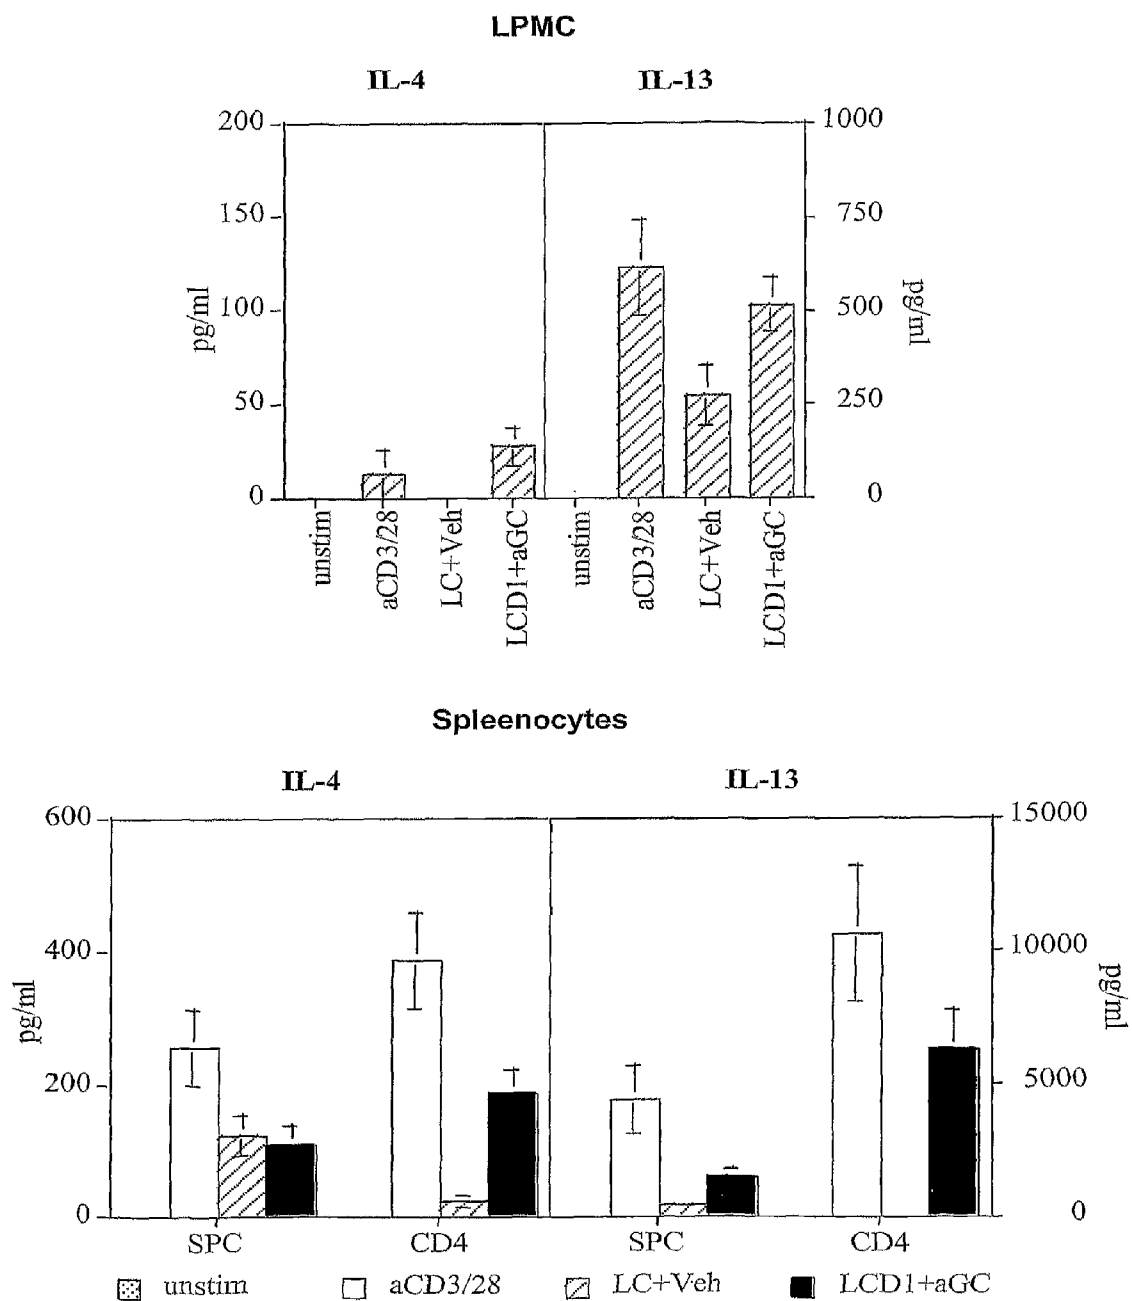 LPMC
IL-4 IL-13
200 1000
150 750
100 500
50 250
0 0
pg/ml pg/ml
unstim aCD3/28 LC+Veh LCD1+aGC unstim aCD3/28 LC+Veh LCD1+aGC
Spleenocytes
IL-4 IL-13
600 15000
400 10000
200 5000
0 0
pg/ml pg/ml
SPC CD4 SPC CD4
unstim aCD3/28 LC+Veh LCD1+aGC